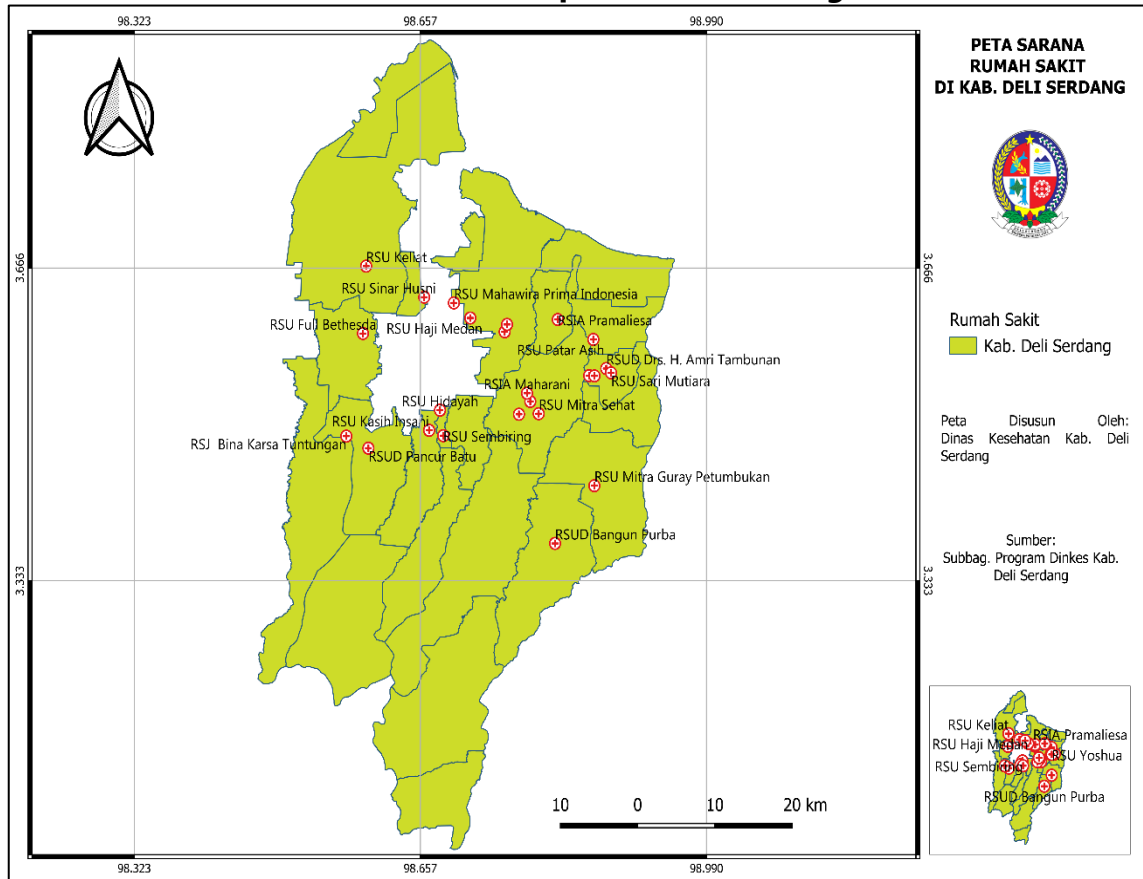 98.323
98.657
98.990
PETA SARANA
RUMAH SAKIT
DI KAB. DELI SERDANG
3.666
3.666
RSU Keliat
RSU Sinar Husni
RSU Mahawira Prima Indonesia
RSU Full Bethesda
RSU Haji Medan
RSIA Pramaliesa
RSU Patar Asih
RSUD Drs. H. Amri Tambunan
RSU Sari Mutiara
RSIA Maharani
RSU Hidayah
RSU Mitra Sehat
RSU Kasih Insani
RSU Sembiring
RSJ Bina Karsa Tuntungan
RSUD Pancur Batu
RSU Mitra Guray Petumbukan
RSUD Bangun Purba
3.333
3.333
10 0 10 20 km
98.323
98.657
98.990
Rumah Sakit
Kab. Deli Serdang
Peta Disusun Oleh:
Dinas Kesehatan Kab. Deli
Serdang
Sumber:
Subbag. Program Dinkes Kab.
Deli Serdang
RSU Keliat
RSIA Pramaliesa
RSU Haji Medan
RSU Yoshua
RSU Sembiring
RSUD Bangun Purba